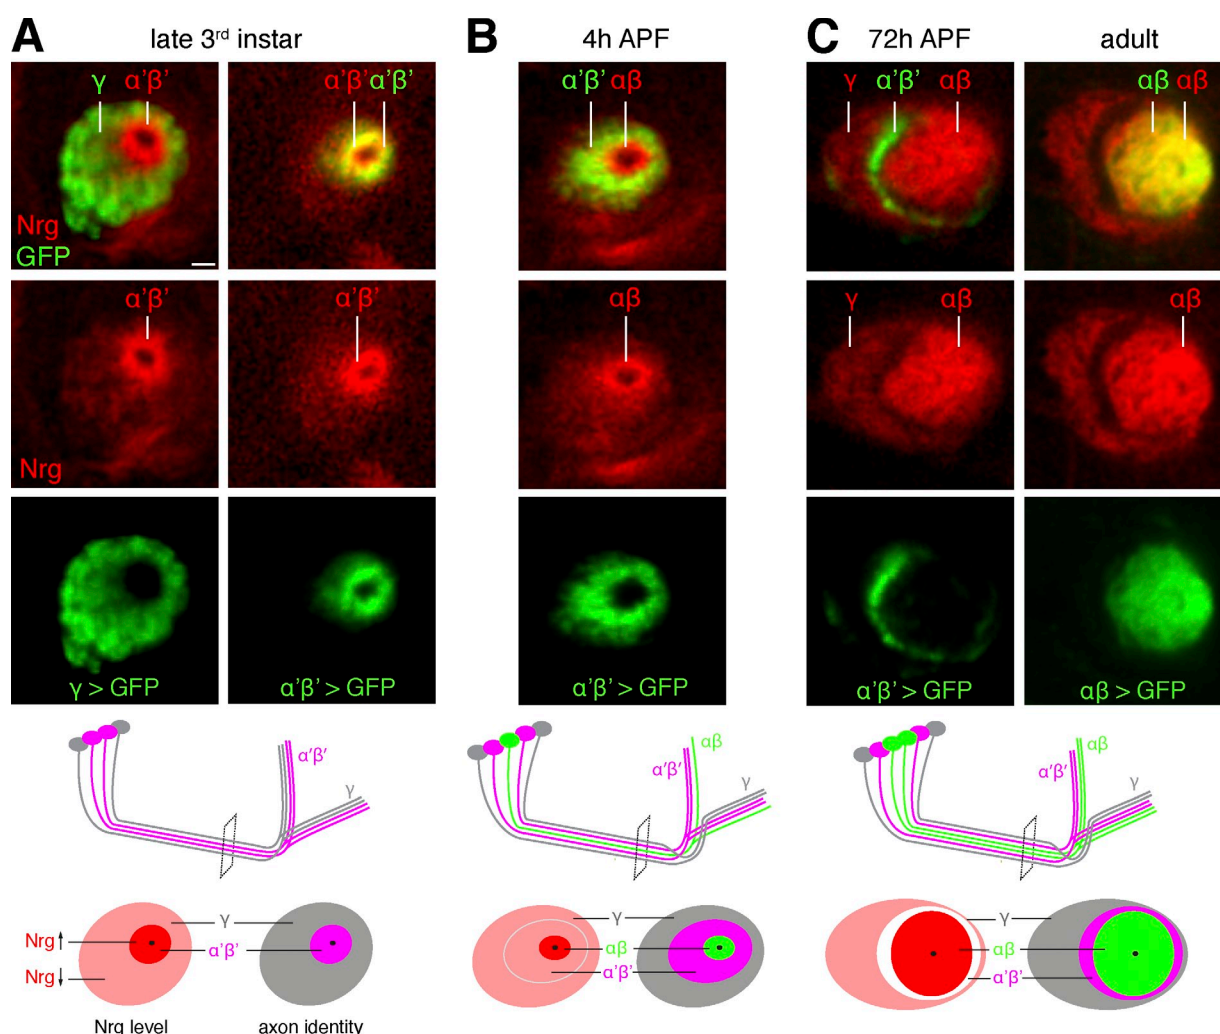 A late 3rd instar B 4h APF C 72h APF adult
γ α'β' α'β' α'β' α'β' αβ γ α'β' αβ αβ αβ
Nrg
GFP
α'β' α'β' αβ γ αβ αβ
Nrg
γ > GFP α'β' > GFP α'β' > GFP α'β' > GFP αβ > GFP
α'β' γ
αβ α'β' γ
αβ α'β' γ
Nrg γ
Nrg α'β'
γ αβ α'β'
γ αβ α'β'
Nrg level axon identity